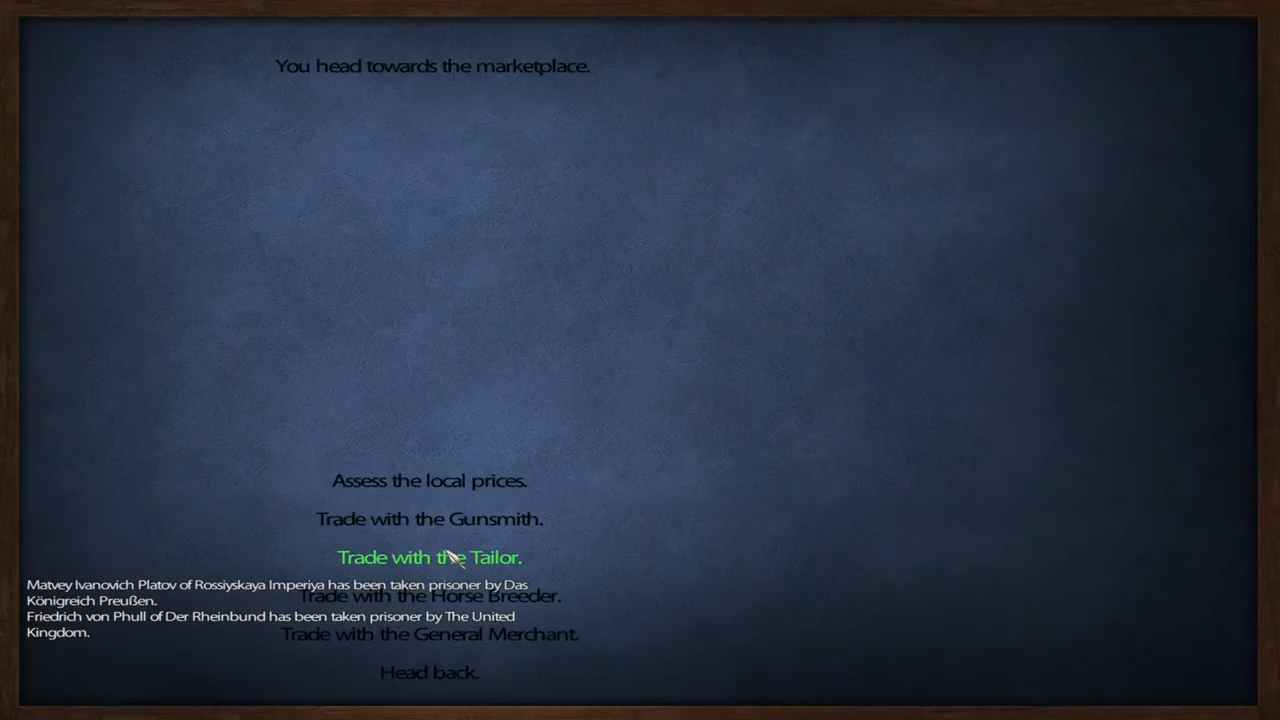 You head towards the marketplace.
Assess the local prices.
Trade with the Gunsmith.
Trade with the Tailor.
Matvey Ivanovich Platov of Rossiyskaya Imperiya has been taken prisoner by Das
Königreich Preußen.
Trade with the Horse Breeder.
Friedrich von Phull of Der Rheinbund has been taken prisoner by The United
Kingdom.
Trade with the General Merchant.
Head back.